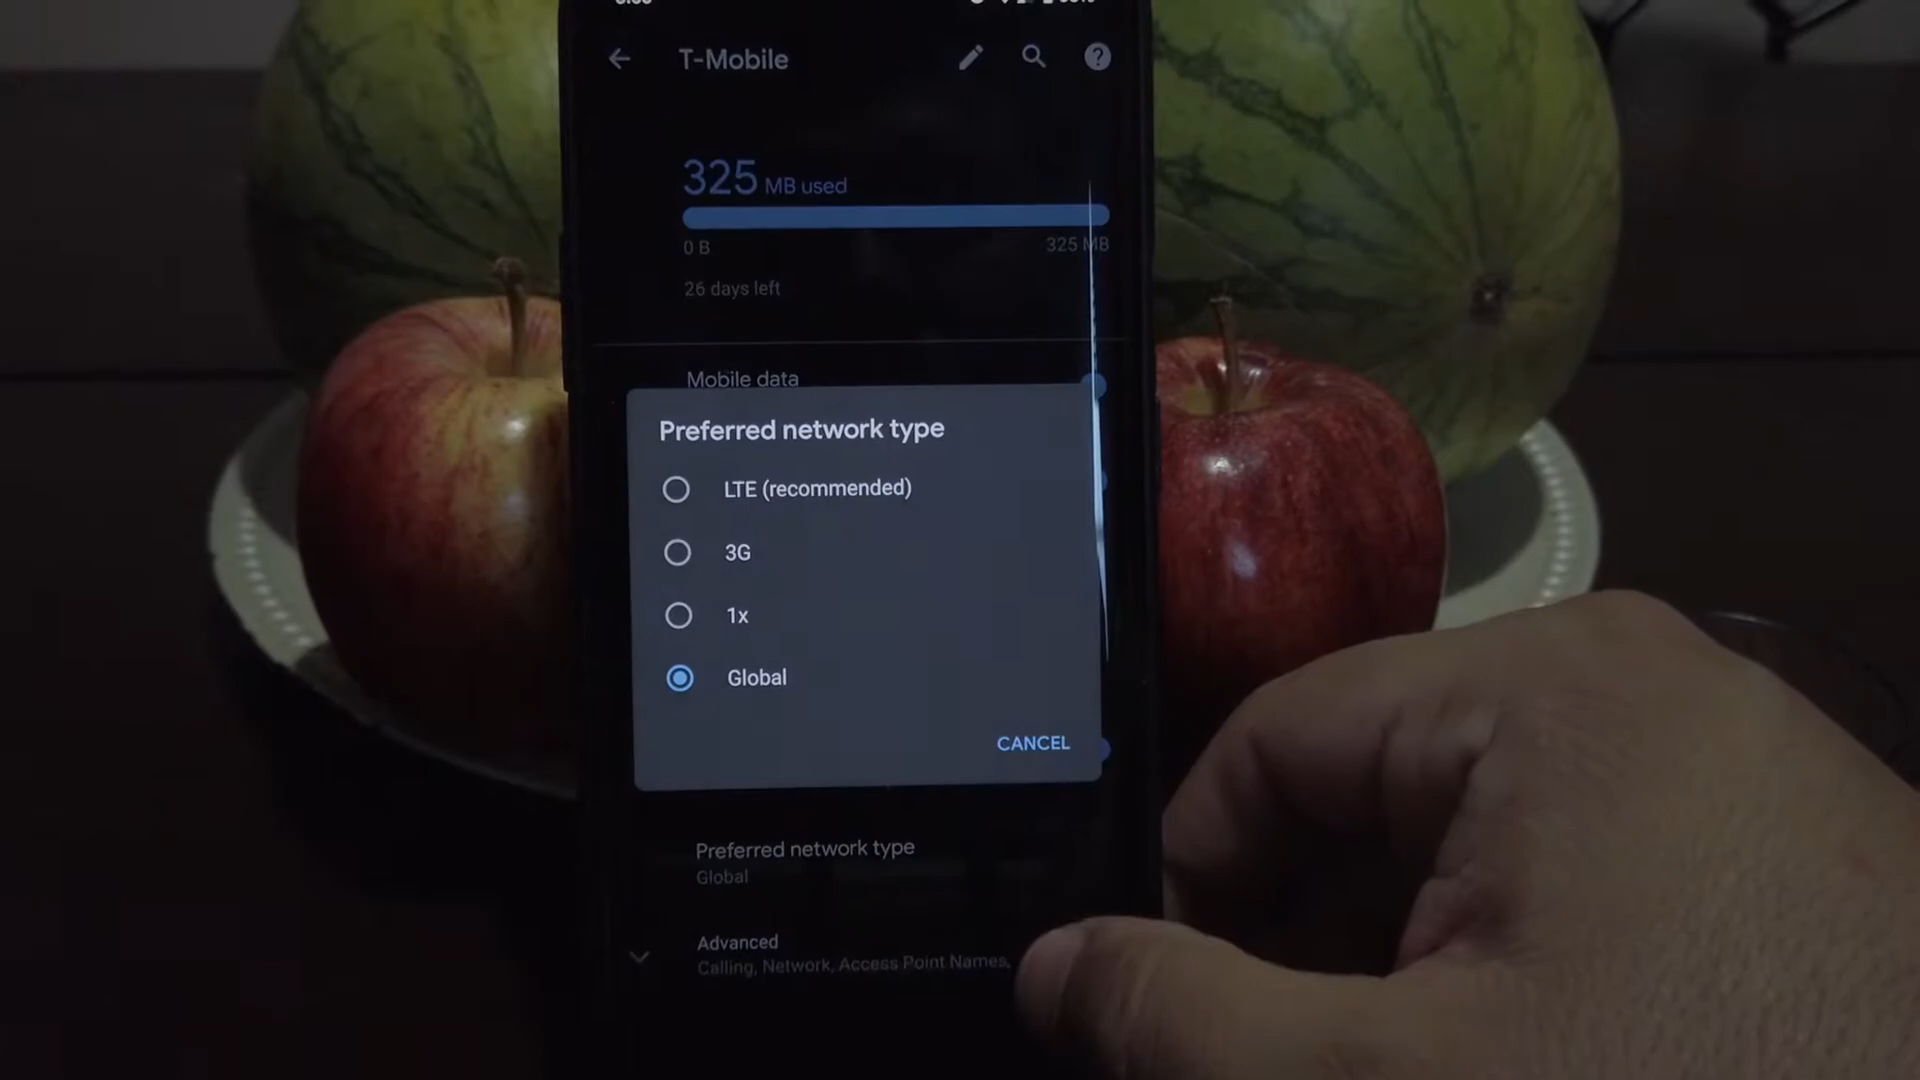 T-Mobile
325 MB used
0 B
325 MB
26 days left
Mobile data
Preferred network type
LTE (recommended)
3G
1x
Global
CANCEL
Preferred network type
Global
Advanced
Calling, Network, Access Point Names,